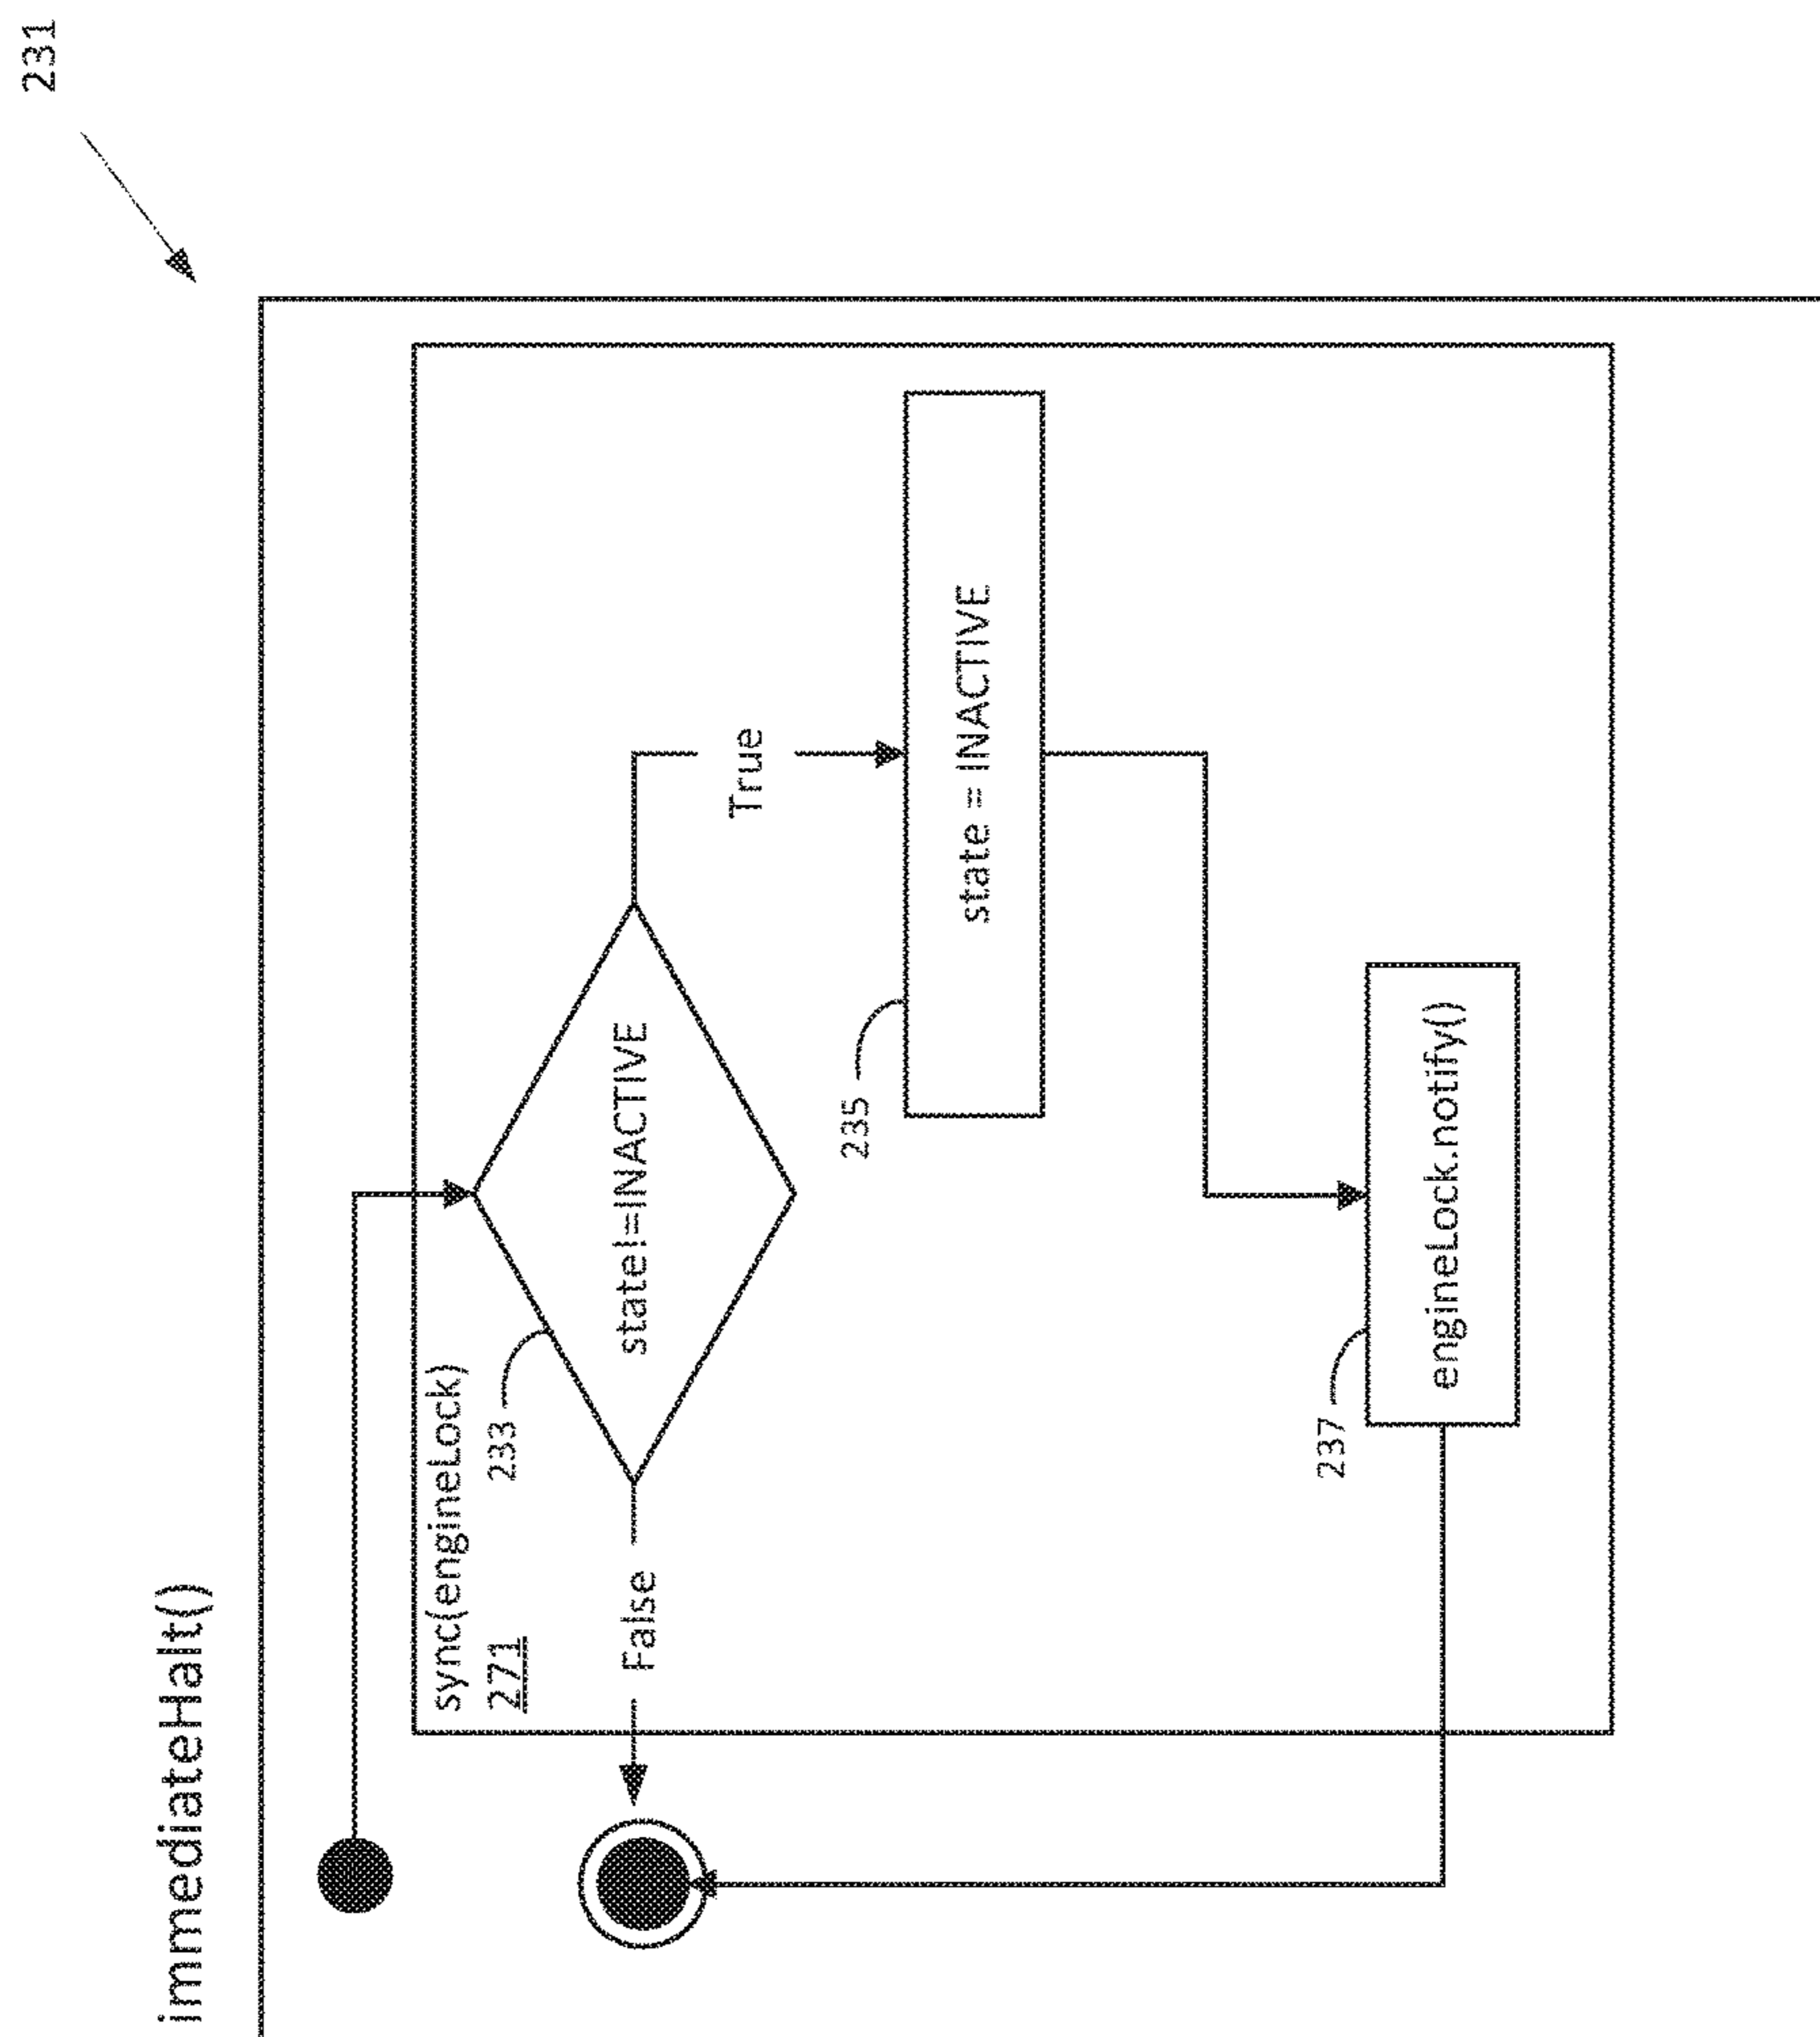 231
immediateHalt()
sync(engineLock)
271
233
state!=INACTIVE
False
True
235
state = INACTIVE
237
engineLock.notify()